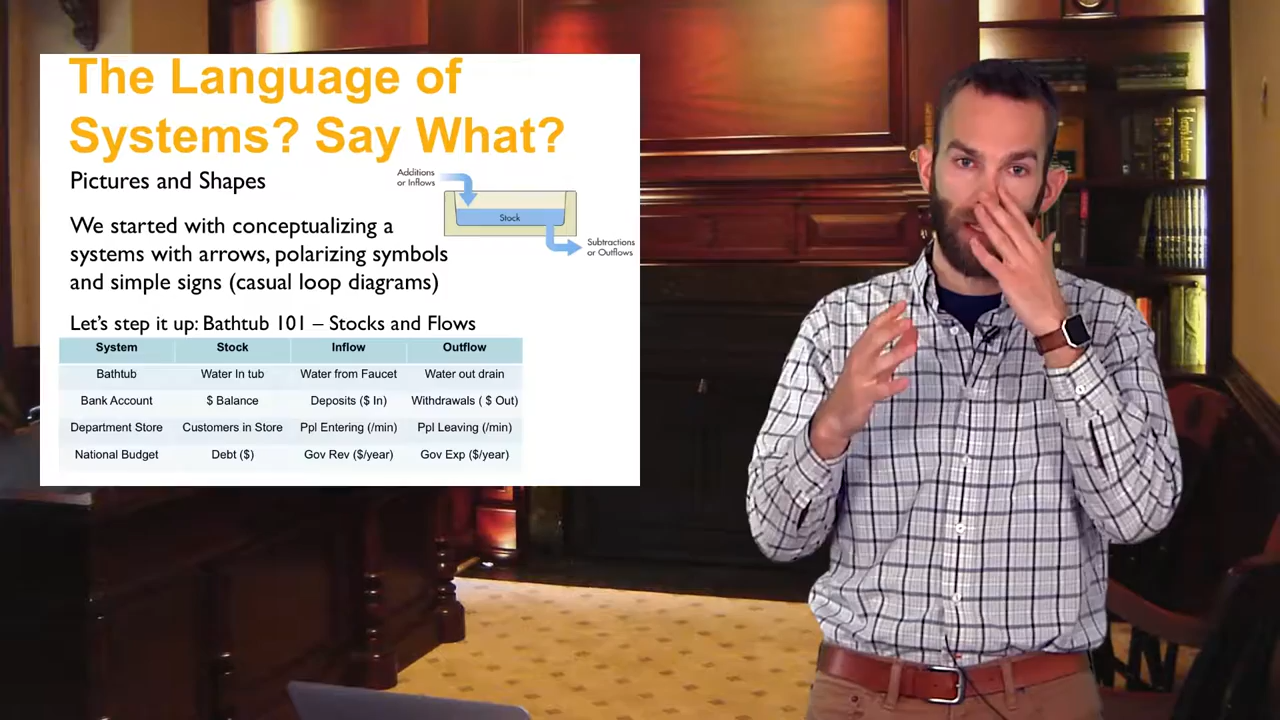 The Language of
Systems? Say What?
Pictures and Shapes
Additions
or Inflows
Stock
Subtractions
or Outflows
We started with conceptualizing a
systems with arrows, polarizing symbols
and simple signs (casual loop diagrams)
Let's step it up: Bathtub 101 – Stocks and Flows
System Stock Inflow Outflow
Bathtub Water In tub Water from Faucet Water out drain
Bank Account $ Balance Deposits ($ In) Withdrawals ( $ Out)
Department Store Customers in Store Ppl Entering (/min) Ppl Leaving (/min)
National Budget Debt ($) Gov Rev ($/year) Gov Exp ($/year)